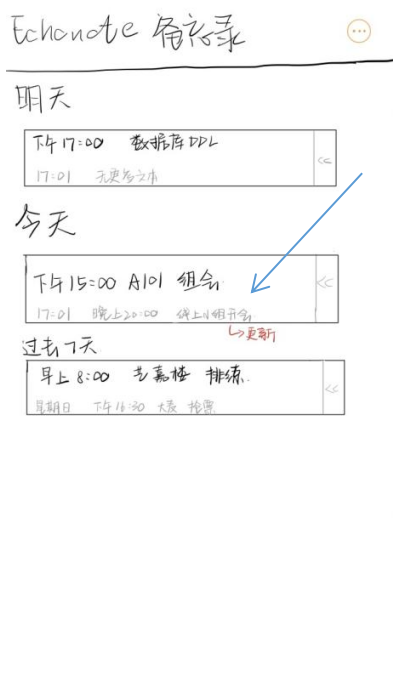 Echonote 备忘录
明天
下午17:00 数据库DDL
<<
17:01 无更多文本
今天
下午15:00 A101 组会
<<
17:01 晚上20:00 线上小组开会
更新
过去7天
早上8:00 艺嘉楼 排练
<<
星期日 下午16:30 大麦 抢票